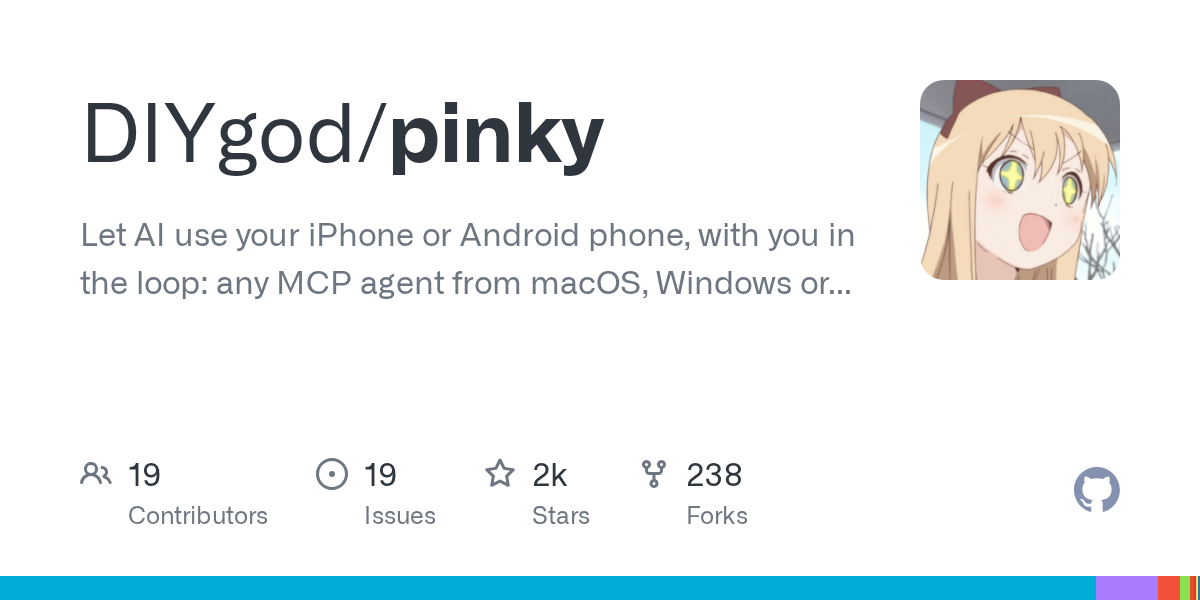 DIYgod/pinky
Let AI use your iPhone or Android phone, with you in
the loop: any MCP agent from macOS, Windows or...
19
Contributors
19
Issues
2k
Stars
238
Forks